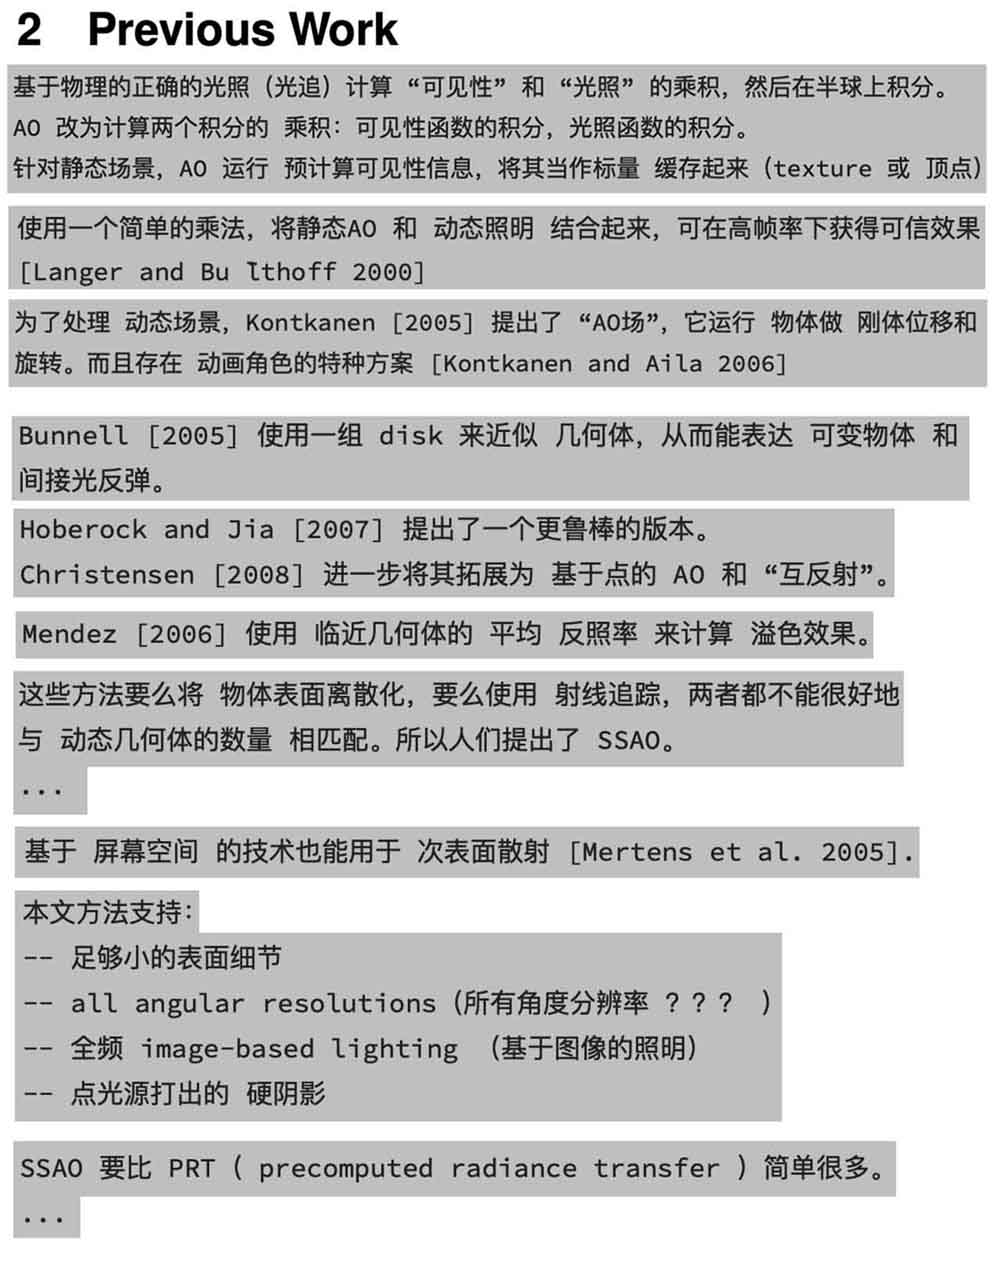 2 Previous Work
基于物理的正确的光照（光追）计算 “可见性” 和 “光照” 的乘积，然后在半球上积分。
AO 改为计算两个积分的 乘积：可见性函数的积分，光照函数的积分。
针对静态场景，AO 运行 预计算可见性信息，将其当作标量 缓存起来（texture 或 顶点）
使用一个简单的乘法，将静态AO 和 动态照明 结合起来，可在高帧率下获得可信效果
[Langer and Bu ̈lthoff 2000]
为了处理 动态场景，Kontkanen [2005] 提出了 “AO场”，它运行 物体做 刚体位移和
旋转。而且存在 动画角色的特种方案 [Kontkanen and Aila 2006]
Bunnell [2005] 使用一组 disk 来近似 几何体，从而能表达 可变物体 和
间接光反弹。
Hoberock and Jia [2007] 提出了一个更鲁棒的版本。
Christensen [2008] 进一步将其拓展为 基于点的 AO 和 “互反射”。
Mendez [2006] 使用 临近几何体的 平均 反照率 来计算 溢色效果。
这些方法要么将 物体表面离散化，要么使用 射线追踪，两者都不能很好地
与 动态几何体的数量 相匹配。所以人们提出了 SSAO。
...
基于 屏幕空间 的技术也能用于 次表面散射 [Mertens et al. 2005].
本文方法支持：
-- 足够小的表面细节
-- all angular resolutions（所有角度分辨率 ？？？ ）
-- 全频 image-based lighting （基于图像的照明）
-- 点光源打出的 硬阴影
SSAO 要比 PRT ( precomputed radiance transfer ) 简单很多。
...